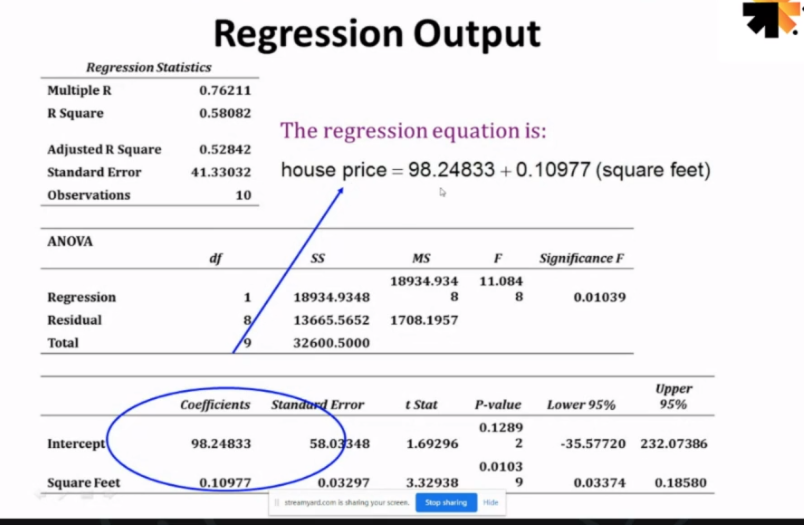 Regression Output
Regression Statistics
Multiple R 0.76211
R Square 0.58082
Adjusted R Square 0.52842
Standard Error 41.33032
Observations 10
The regression equation is:
house price = 98.24833 + 0.10977 (square feet)
ANOVA
df SS MS F Significance F
Regression 1 18934.9348 18934.9348 11.0848 0.01039
Residual 8 13665.5652 1708.1957
Total 9 32600.5000
Coefficients Standard Error t Stat P-value Lower 95% Upper 95%
Intercept 98.24833 58.03348 1.69296 0.12892 -35.57720 232.07386
Square Feet 0.10977 0.03297 3.32938 0.01039 0.03374 0.18580
streamyard.com is sharing your screen. Stop sharing Hide